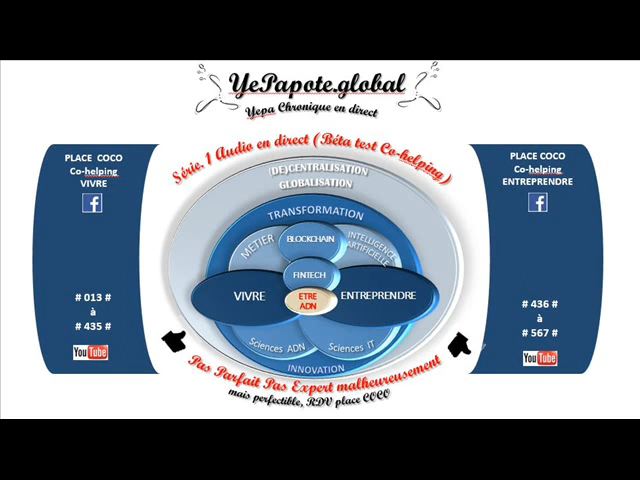 YePapote.global
Yepa Chronique en direct
Série, 1 Audio en direct (Béta test Co-helping)
PLACE COCO
Co-helping
VIVRE
# 013 #
à
# 435 #
YouTube
(DE)CENTRALISATION
GLOBALISATION
TRANSFORMATION
METIER
BLOCKCHAIN
INTELLIGENCE
ARTIFICIELLE
FINTECH
VIVRE
ETRE
ADN
ENTREPRENDRE
Sciences ADN
Sciences IT
INNOVATION
PLACE COCO
Co-helping
ENTREPRENDRE
# 436 #
à
# 567 #
YouTube
Pas Parfait Pas Expert malheureusement
mais perfectible, RDV place COCO